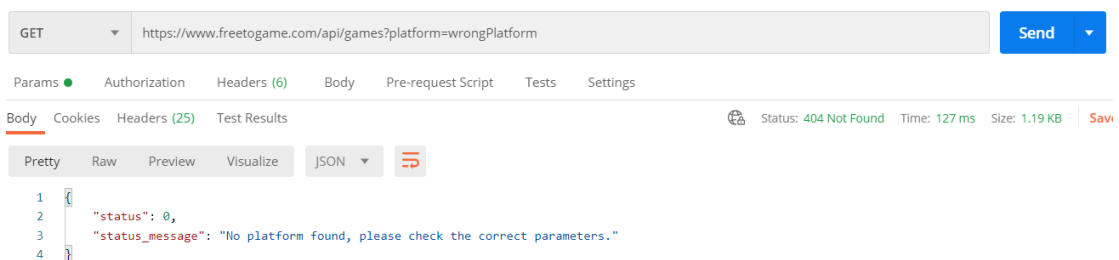 GET https://www.freetogame.com/api/games?platform=wrongPlatform Send
Params Authorization Headers (6) Body Pre-request Script Tests Settings
Body Cookies Headers (25) Test Results Status: 404 Not Found Time: 127 ms Size: 1.19 KB Save
Pretty Raw Preview Visualize JSON
1 {
2 "status": 0,
3 "status_message": "No platform found, please check the correct parameters."
4 }